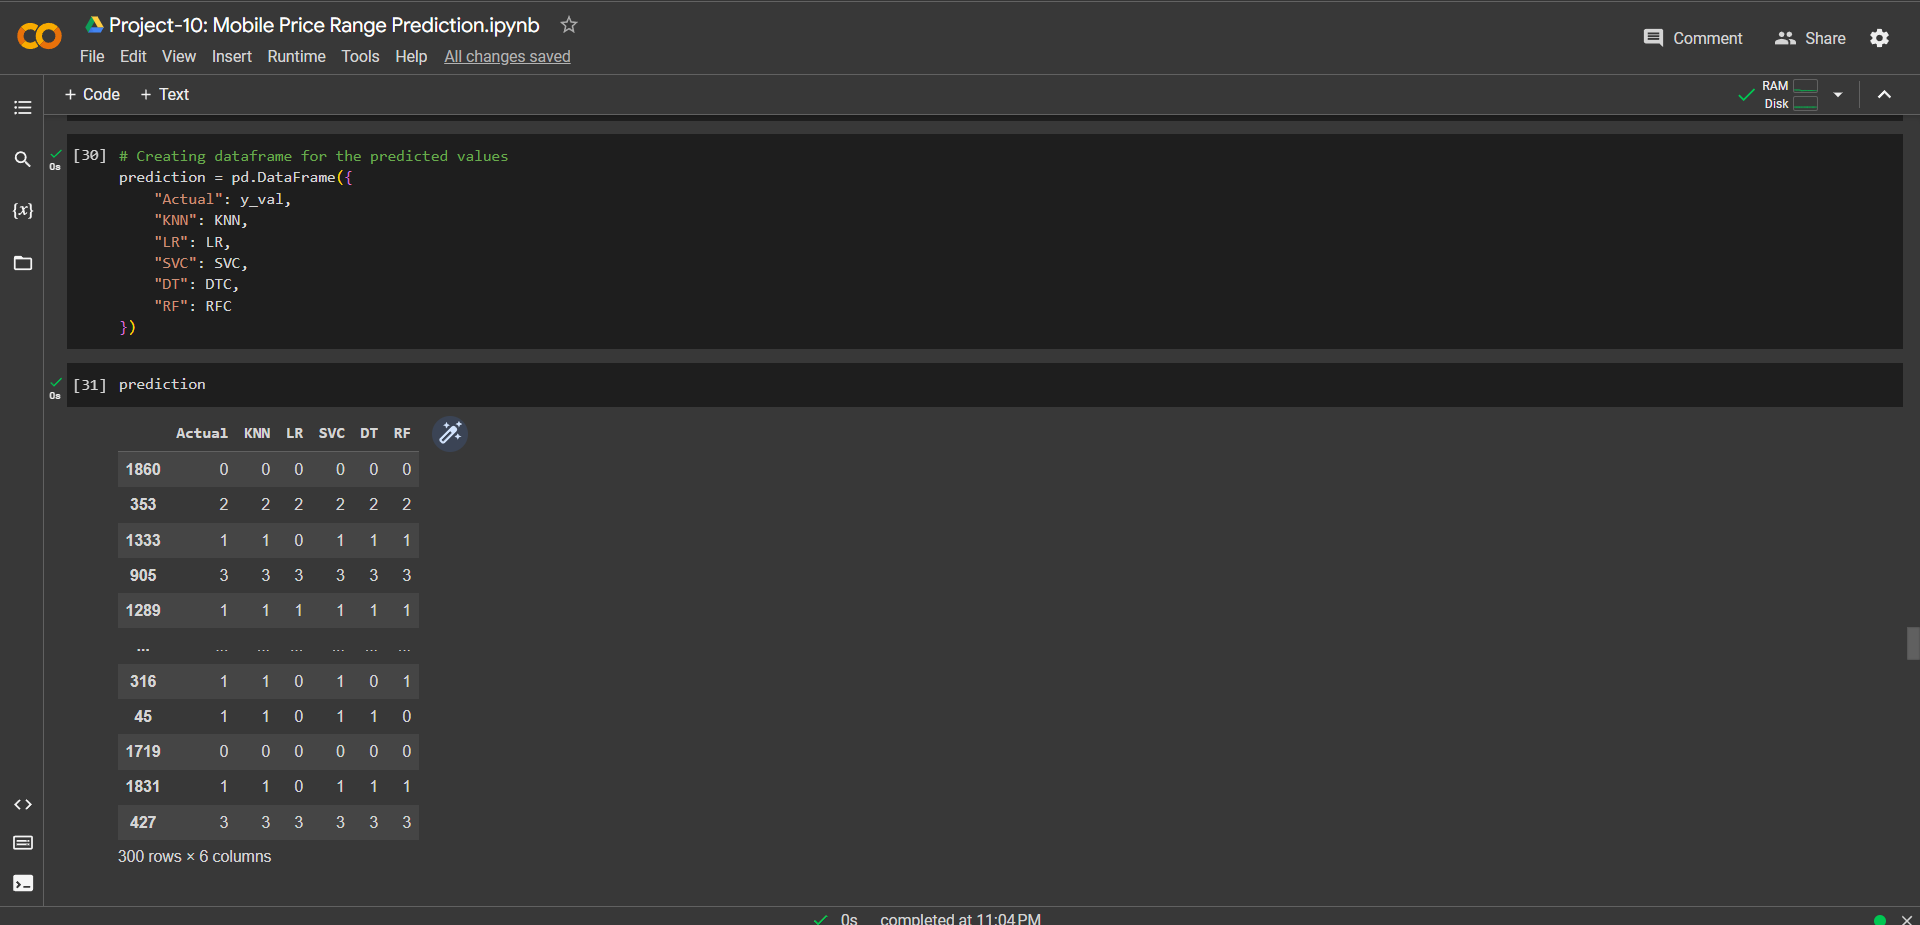 Project-10: Mobile Price Range Prediction.ipynb
File Edit View Insert Runtime Tools Help All changes saved
Comment Share
+ Code + Text
RAM
Disk
[30] # Creating dataframe for the predicted values
0s
prediction = pd.DataFrame({
"Actual": y_val,
"KNN": KNN,
"LR": LR,
"SVC": SVC,
"DT": DTC,
"RF": RFC
})
[31] prediction
0s
Actual KNN LR SVC DT RF
1860 0 0 0 0 0 0
353 2 2 2 2 2 2
1333 1 1 0 1 1 1
905 3 3 3 3 3 3
1289 1 1 1 1 1 1
... ... ... ... ... ... ...
316 1 1 0 1 0 1
45 1 1 0 1 1 0
1719 0 0 0 0 0 0
1831 1 1 0 1 1 1
427 3 3 3 3 3 3
300 rows × 6 columns
0s completed at 11:04 PM